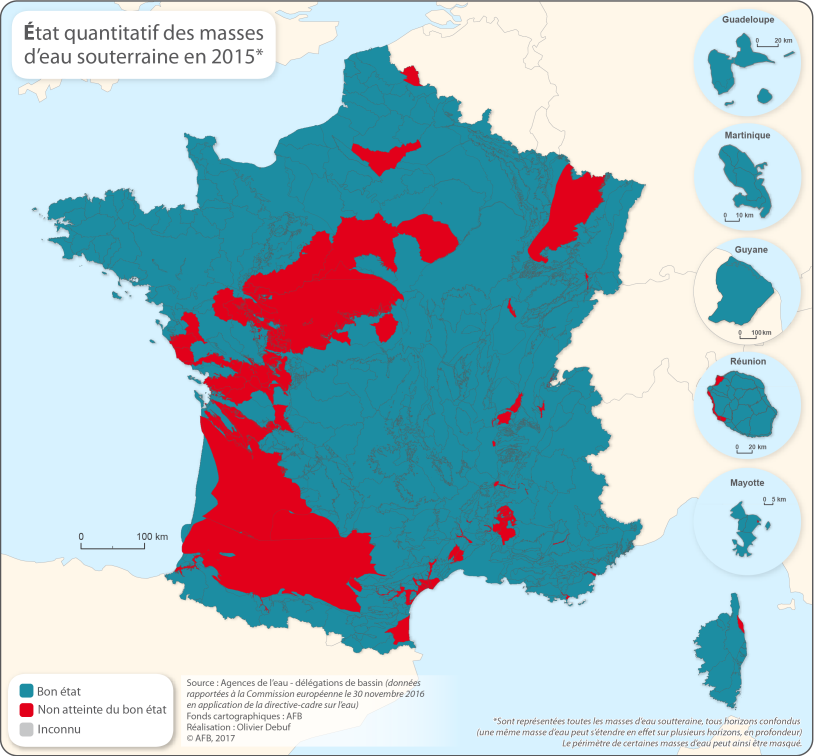 État quantitatif des masses
d'eau souterraine en 2015*
Guadeloupe
0 20 km
Martinique
0 10 km
Guyane
0 100 km
Réunion
0 20 km
Mayotte
0 5 km
0 100 km
Bon état
Non atteinte du bon état
Inconnu
Source : Agences de l'eau - délégations de bassin (données
rapportées à la Commission européenne le 30 novembre 2016
en application de la directive-cadre sur l'eau)
Fonds cartographiques : AFB
Réalisation : Olivier Debuf
© AFB, 2017
*Sont représentées toutes les masses d'eau soutteraine, tous horizons confondus
(une même masse d'eau peut s'étendre en effet sur plusieurs horizons, en profondeur)
Le périmètre de certaines masses d'eau peut ainsi être masqué.